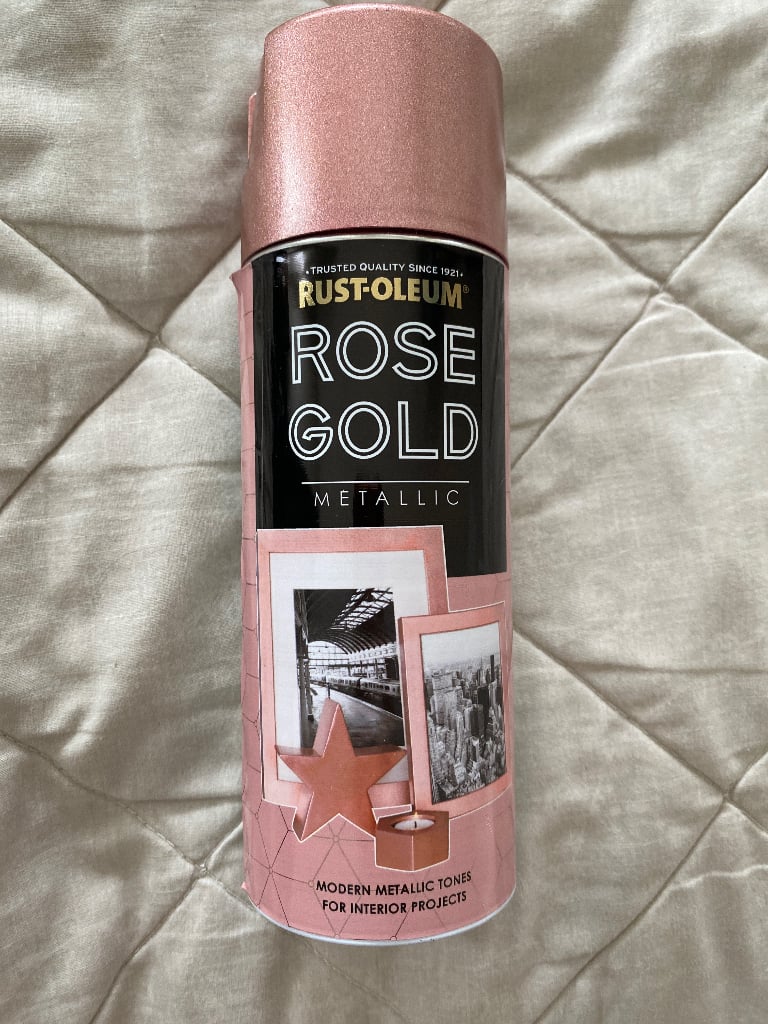 •TRUSTED QUALITY SINCE 1921•
RUST-OLEUM®
ROSE
GOLD
METALLIC
MODERN METALLIC TONES
FOR INTERIOR PROJECTS